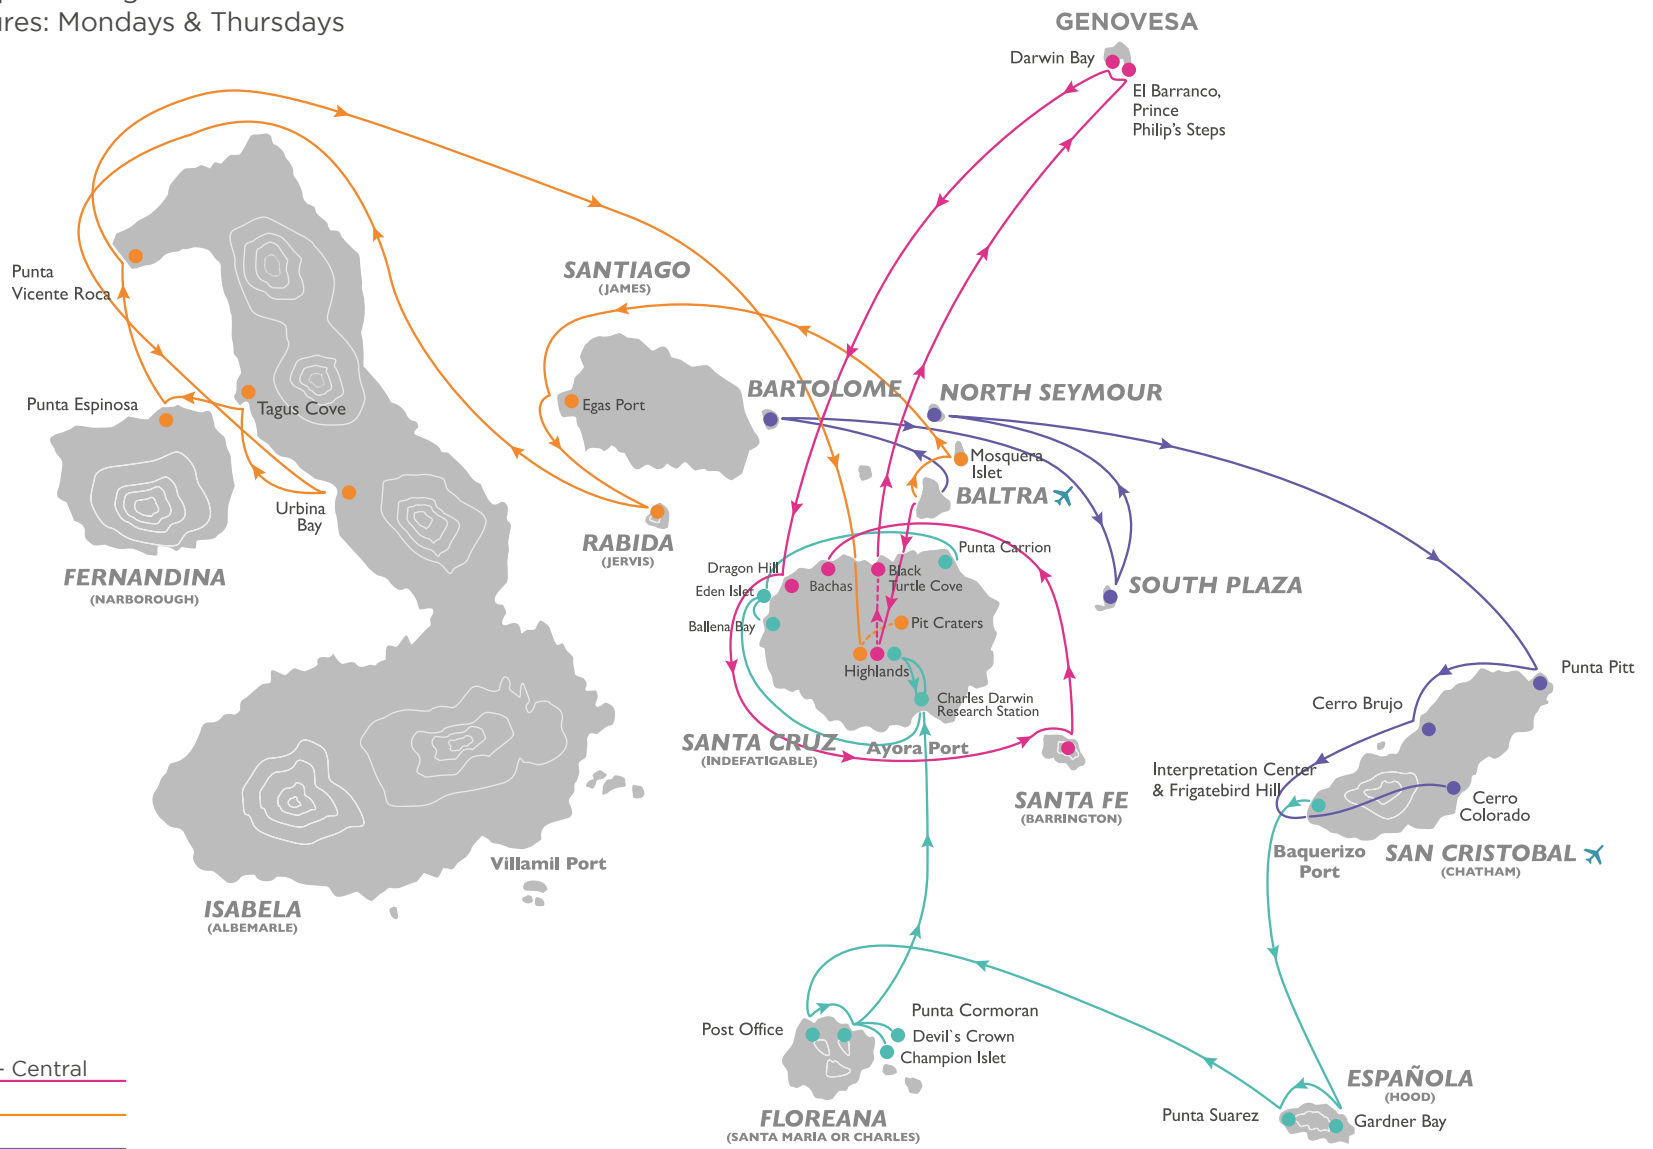 ures: Mondays & Thursdays
GENOVESA
Darwin Bay
El Barranco,
Prince
Philip's Steps
Punta
Vicente Roca
SANTIAGO
(JAMES)
BARTOLOME
NORTH SEYMOUR
Punta Espinosa
Tagus Cove
Egas Port
Mosquera
Islet
BALTRA
Urbina
Bay
RABIDA
(JERVIS)
Punta Carrion
FERNANDINA
(NARBOROUGH)
Dragon Hill
Bachas
Black
Turtle Cove
SOUTH PLAZA
Eden Islet
Ballena Bay
Pit Craters
Highlands
Punta Pitt
Charles Darwin
Research Station
Cerro Brujo
SANTA CRUZ
(INDEFATIGABLE)
Ayora Port
Interpretation Center
& Frigatebird Hill
SANTA FE
(BARRINGTON)
Cerro
Colorado
Villamil Port
Baquerizo
Port
SAN CRISTOBAL
(CHATHAM)
ISABELA
(ALBEMARLE)
Punta Cormoran
Post Office
Devil`s Crown
Champion Islet
- Central
ESPAÑOLA
(HOOD)
FLOREANA
(SANTA MARÍA OR CHARLES)
Punta Suarez
Gardner Bay